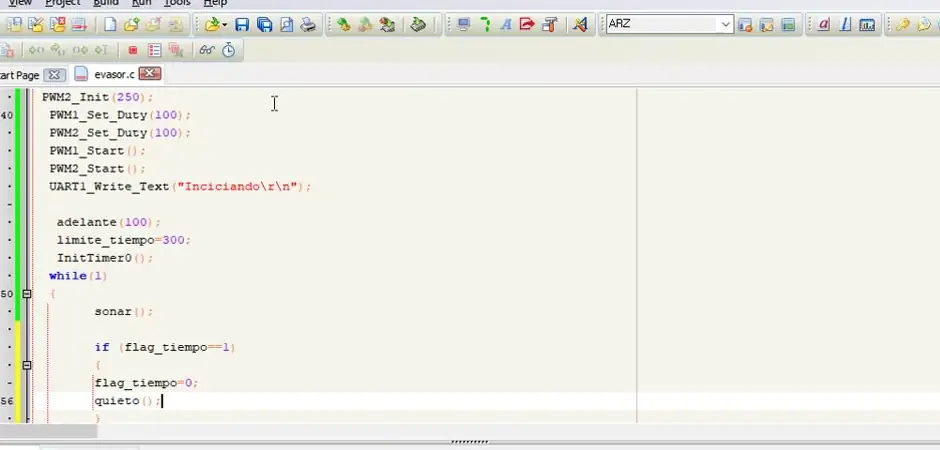 View Project Build Run Tools Help
ARZ
Start Page evasor.c
PWM2_Init(250);
40 PWM1_Set_Duty(100);
PWM2_Set_Duty(100);
PWM1_Start();
PWM2_Start();
UART1_Write_Text("Inciciando\r\n");
adelante(100);
limite_tiempo=300;
InitTimer0();
while(1)
50 {
sonar();
if (flag_tiempo==1)
{
flag_tiempo=0;
56 quieto();
}